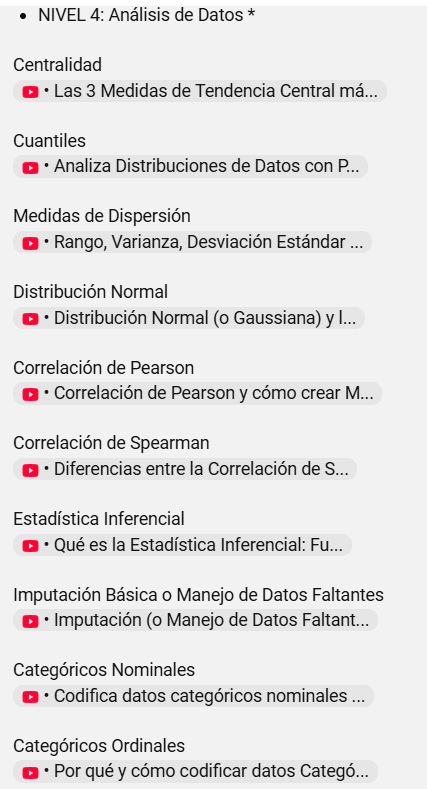 • NIVEL 4: Análisis de Datos *
Centralidad
• Las 3 Medidas de Tendencia Central má...
Cuantiles
• Analiza Distribuciones de Datos con P...
Medidas de Dispersión
• Rango, Varianza, Desviación Estándar ...
Distribución Normal
• Distribución Normal (o Gaussiana) y l...
Correlación de Pearson
• Correlación de Pearson y cómo crear M...
Correlación de Spearman
• Diferencias entre la Correlación de S...
Estadística Inferencial
• Qué es la Estadística Inferencial: Fu...
Imputación Básica o Manejo de Datos Faltantes
• Imputación (o Manejo de Datos Faltant...
Categóricos Nominales
• Codifica datos categóricos nominales ...
Categóricos Ordinales
• Por qué y cómo codificar datos Categó...